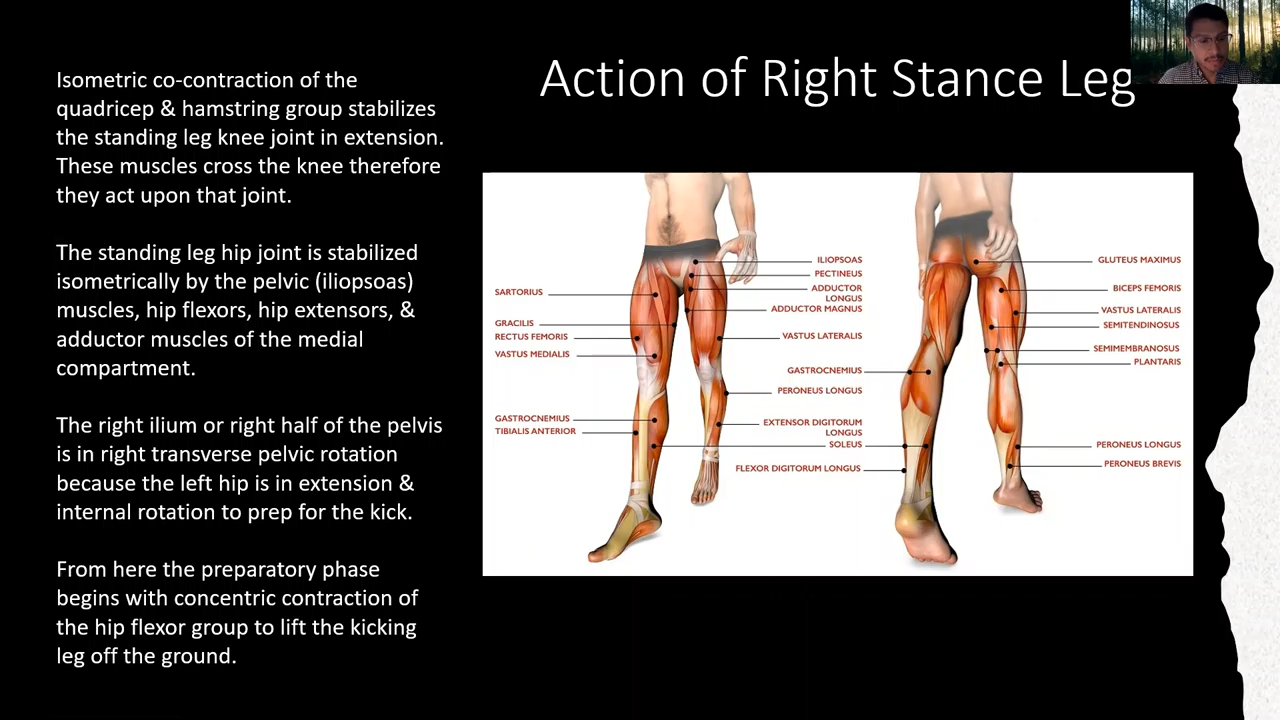 Action of Right Stance Leg
Isometric co-contraction of the
quadricep & hamstring group stabilizes
the standing leg knee joint in extension.
These muscles cross the knee therefore
they act upon that joint.
The standing leg hip joint is stabilized
isometrically by the pelvic (iliopsoas)
muscles, hip flexors, hip extensors, &
adductor muscles of the medial
compartment.
The right ilium or right half of the pelvis
is in right transverse pelvic rotation
because the left hip is in extension &
internal rotation to prep for the kick.
From here the preparatory phase
begins with concentric contraction of
the hip flexor group to lift the kicking
leg off the ground.
SARTORIUS
GRACILIS
RECTUS FEMORIS
VASTUS MEDIALIS
GASTROCNEMIUS
TIBIALIS ANTERIOR
ILIOPSOAS
PECTINEUS
ADDUCTOR
LONGUS
ADDUCTOR MAGNUS
VASTUS LATERALIS
GASTROCNEMIUS
PERONEUS LONGUS
EXTENSOR DIGITORUM
LONGUS
SOLEUS
FLEXOR DIGITORUM LONGUS
GLUTEUS MAXIMUS
BICEPS FEMORIS
VASTUS LATERALIS
SEMITENDINOSUS
SEMIMEMBRANOSUS
PLANTARIS
PERONEUS LONGUS
PERONEUS BREVIS